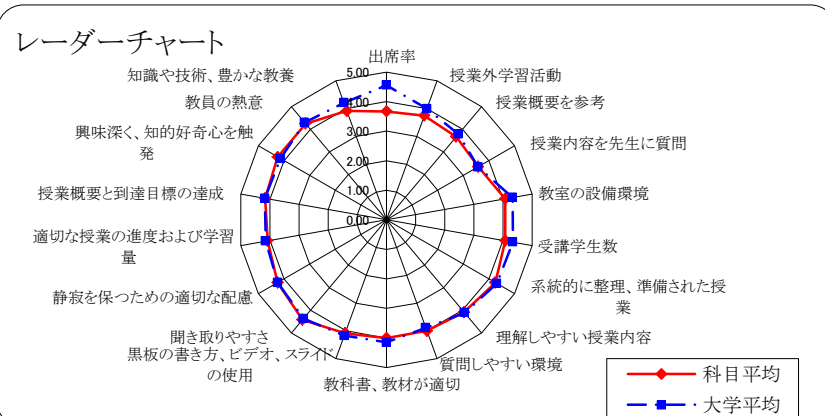 レーダーチャート
出席率
授業外学習活動
授業概要を参考
授業内容を先生に質問
教室の設備環境
受講学生数
系統的に整理、準備された授
業
理解しやすい授業内容
質問しやすい環境
教科書、教材が適切
黒板の書き方、ビデオ、スライド
の使用
聞き取りやすさ
静寂を保つための適切な配慮
適切な授業の進度および学習
量
授業概要と到達目標の達成
興味深く、知的好奇心を触
発
教員の熱意
知識や技術、豊かな教養
5.00
4.00
3.00
2.00
1.00
0.00
科目平均
大学平均